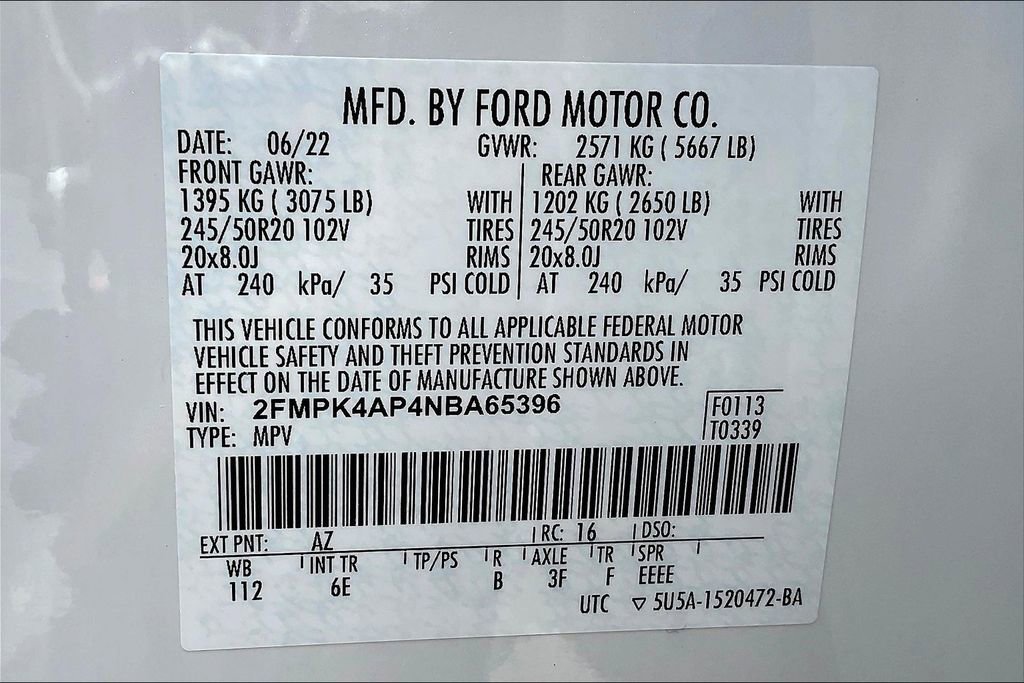 MFD. BY FORD MOTOR CO.
DATE: 06/22 GVWR: 2571 KG ( 5667 LB)
FRONT GAWR: REAR GAWR:
1395 KG ( 3075 LB) WITH 1202 KG ( 2650 LB) WITH
245/50R20 102V TIRES 245/50R20 102V TIRES
20x8.0J RIMS 20x8.0J RIMS
AT 240 kPa/ 35 PSI COLD AT 240 kPa/ 35 PSI COLD
THIS VEHICLE CONFORMS TO ALL APPLICABLE FEDERAL MOTOR
VEHICLE SAFETY AND THEFT PREVENTION STANDARDS IN
EFFECT ON THE DATE OF MANUFACTURE SHOWN ABOVE.
VIN: 2FMPK4AP4NBA65396 F0113
TYPE: MPV T0339
EXT PNT: AZ RC: 16 DSO:
WB INT TR TP/PS R AXLE TR SPR
112 6E B 3F F EEEE
UTC ▽ 5U5A-1520472-BA